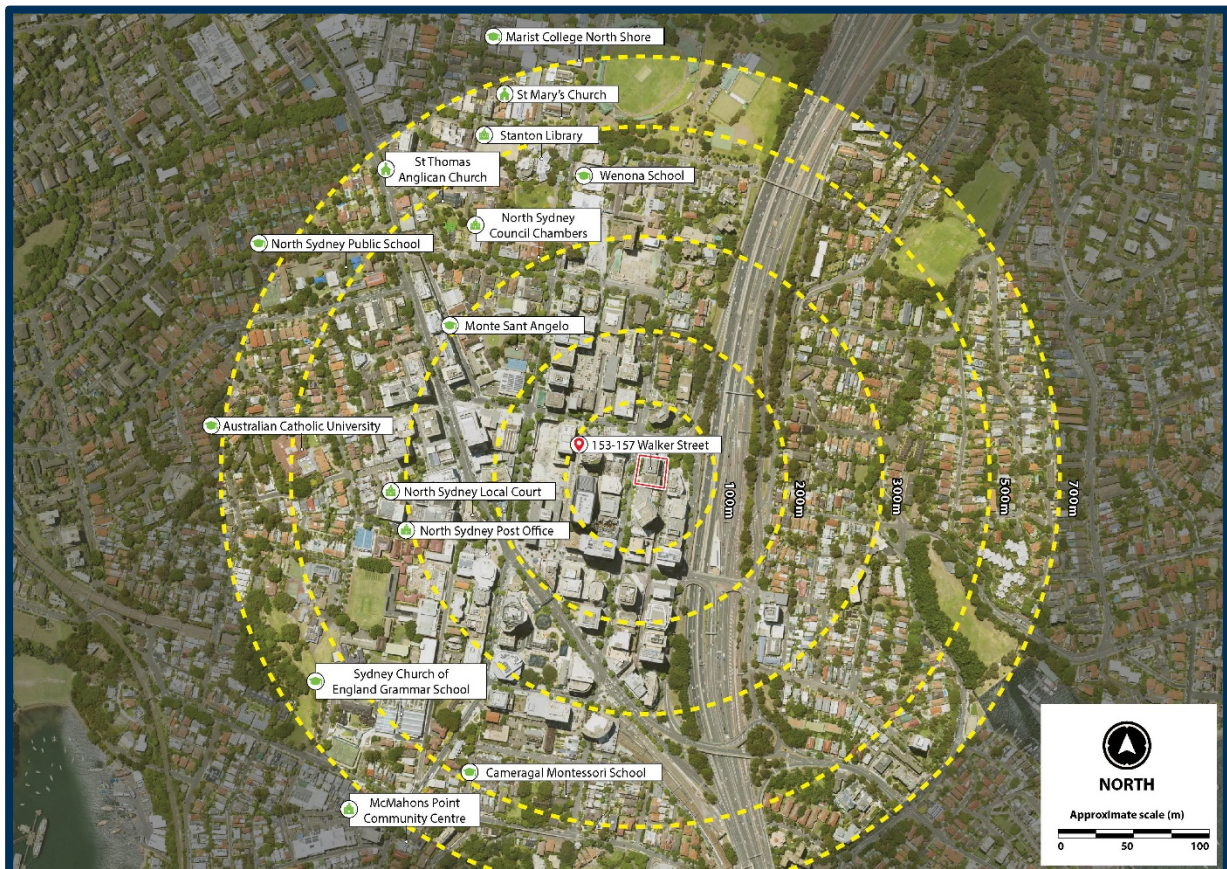 Marist College North Shore
St Mary's Church
Stanton Library
St Thomas
Anglican Church
Wenona School
North Sydney
Council Chambers
North Sydney Public School
Monte Sant Angelo
Australian Catholic University
153-157 Walker Street
North Sydney Local Court
North Sydney Post Office
100m
200m
300m
500m
700m
Sydney Church of
England Grammar School
Cameragal Montessori School
McMahons Point
Community Centre
NORTH
Approximate scale (m)
0 50 100